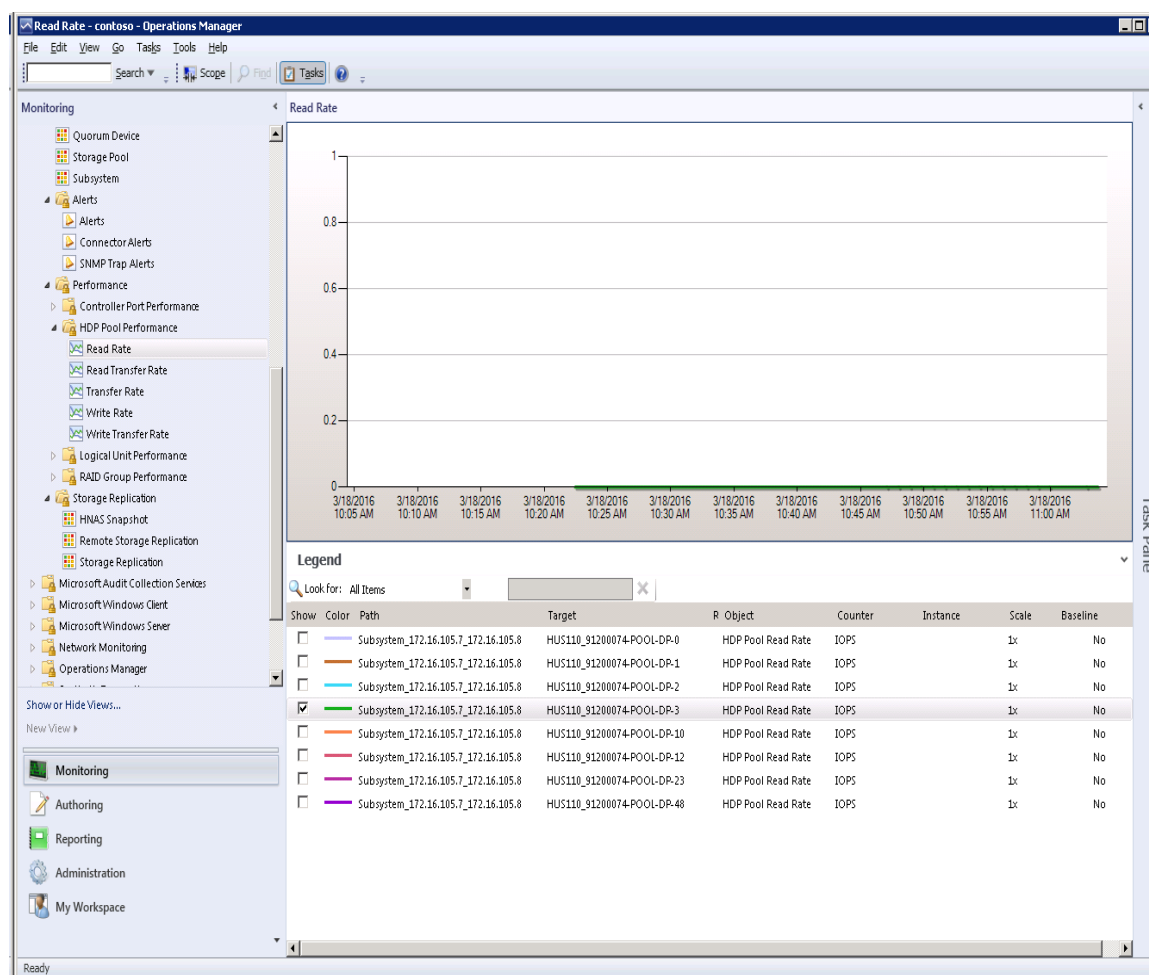 Read Rate - contoso - Operations Manager
File Edit View Go Tasks Tools Help
Search Scope Find Tasks
Monitoring
Quorum Device
Storage Pool
Subsystem
Alerts
Alerts
Connector Alerts
SNMP Trap Alerts
Performance
Controller Port Performance
HDP Pool Performance
Read Rate
Read Transfer Rate
Transfer Rate
Write Rate
Write Transfer Rate
Logical Unit Performance
RAID Group Performance
Storage Replication
HNAS Snapshot
Remote Storage Replication
Storage Replication
Microsoft Audit Collection Services
Microsoft Windows Client
Microsoft Windows Server
Network Monitoring
Operations Manager
Show or Hide Views...
New View
Monitoring
Authoring
Reporting
Administration
My Workspace
Read Rate
1
0.8
0.6
0.4
0.2
0
3/18/2016 3/18/2016 3/18/2016 3/18/2016 3/18/2016 3/18/2016 3/18/2016 3/18/2016 3/18/2016 3/18/2016 3/18/2016 3/18/2016
10:05 AM 10:10 AM 10:15 AM 10:20 AM 10:25 AM 10:30 AM 10:35 AM 10:40 AM 10:45 AM 10:50 AM 10:55 AM 11:00 AM
Legend
Look for: All Items
Show Color Path Target R Object Counter Instance Scale Baseline
Subsystem_172.16.105.7_172.16.105.8 HUS110_91200074-POOL-DP-0 HDP Pool Read Rate IOPS 1x No
Subsystem_172.16.105.7_172.16.105.8 HUS110_91200074-POOL-DP-1 HDP Pool Read Rate IOPS 1x No
Subsystem_172.16.105.7_172.16.105.8 HUS110_91200074-POOL-DP-2 HDP Pool Read Rate IOPS 1x No
Subsystem_172.16.105.7_172.16.105.8 HUS110_91200074-POOL-DP-3 HDP Pool Read Rate IOPS 1x No
Subsystem_172.16.105.7_172.16.105.8 HUS110_91200074-POOL-DP-10 HDP Pool Read Rate IOPS 1x No
Subsystem_172.16.105.7_172.16.105.8 HUS110_91200074-POOL-DP-12 HDP Pool Read Rate IOPS 1x No
Subsystem_172.16.105.7_172.16.105.8 HUS110_91200074-POOL-DP-23 HDP Pool Read Rate IOPS 1x No
Subsystem_172.16.105.7_172.16.105.8 HUS110_91200074-POOL-DP-48 HDP Pool Read Rate IOPS 1x No
Task Pane
Ready